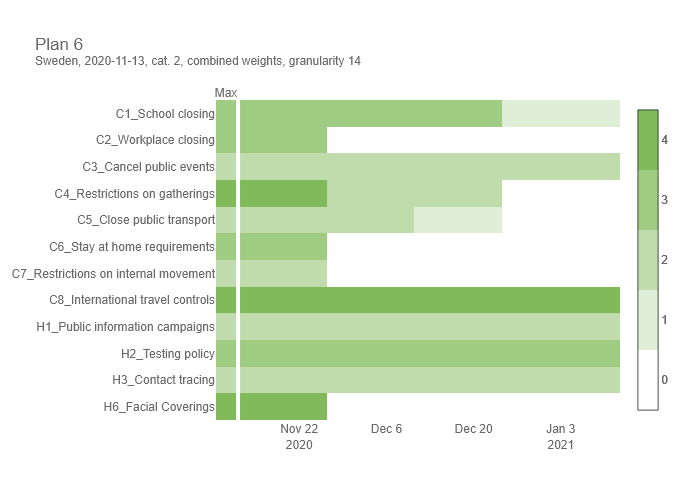 Plan 6
Sweden, 2020-11-13, cat. 2, combined weights, granularity 14
Max
C1_School closing
C2_Workplace closing
C3_Cancel public events
C4_Restrictions on gatherings
C5_Close public transport
C6_Stay at home requirements
C7_Restrictions on internal movement
C8_International travel controls
H1_Public information campaigns
H2_Testing policy
H3_Contact tracing
H6_Facial Coverings
4
3
2
1
0
Nov 22 Dec 6 Dec 20 Jan 3
2020 2021